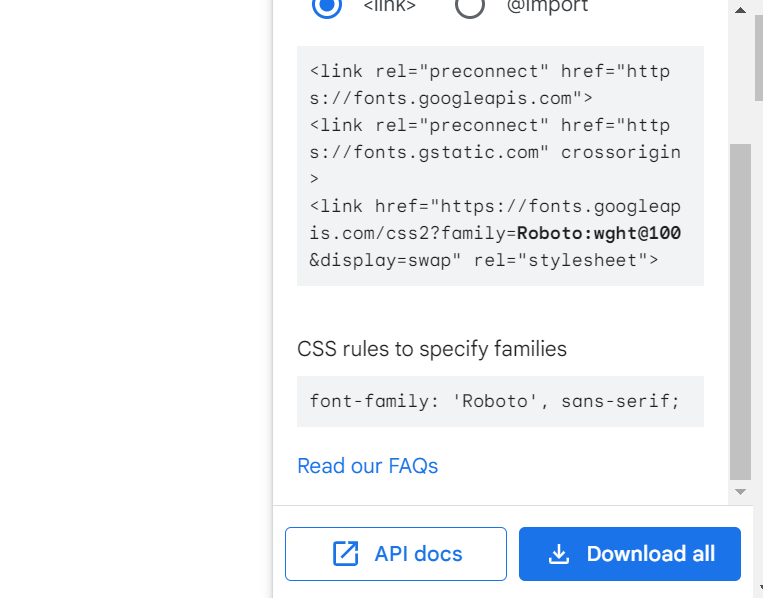 <link> @import
<link rel="preconnect" href="http
s://fonts.googleapis.com">
<link rel="preconnect" href="http
s://fonts.gstatic.com" crossorigin
>
<link href="https://fonts.googleap
is.com/css2?family=Roboto:wght@100
&display=swap" rel="stylesheet">
CSS rules to specify families
font-family: 'Roboto', sans-serif;
Read our FAQs
API docs Download all